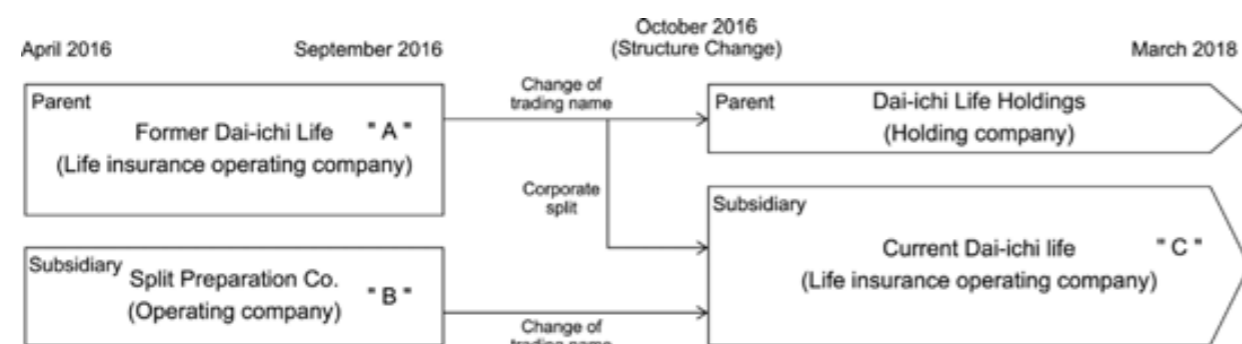 October 2016
April 2016 September 2016 (Structure Change) March 2018
Change of
trading name
Parent
Former Dai-ichi Life " A "
(Life insurance operating company)
Parent
Dai-ichi Life Holdings
(Holding company)
Corporate
split
Subsidiary
Current Dai-ichi life " C "
(Life insurance operating company)
Subsidiary
Split Preparation Co.
(Operating company) " B "
Change of
trading name